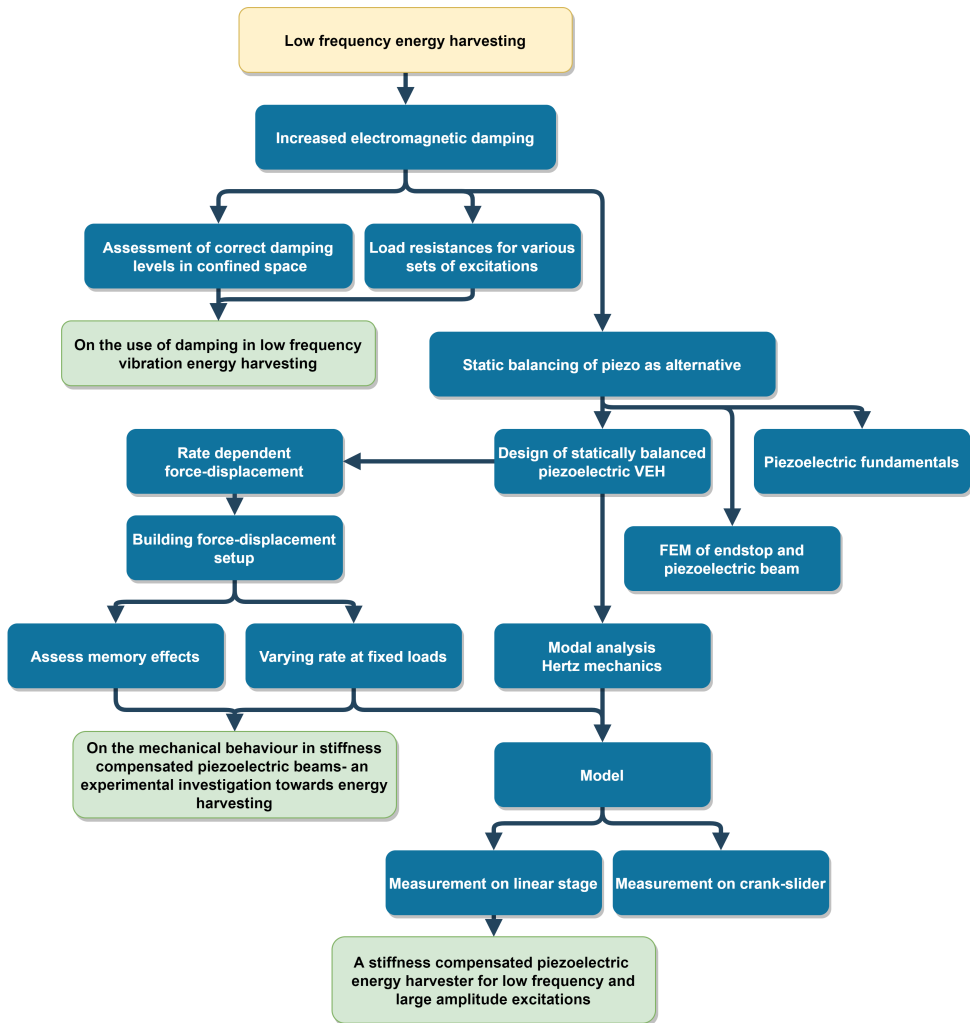 Low frequency energy harvesting
Increased electromagnetic damping
Assessment of correct damping
levels in confined space
Load resistances for various
sets of excitations
On the use of damping in low frequency
vibration energy harvesting
Static balancing of piezo as alternative
Rate dependent
force-displacement
Design of statically balanced
piezoelectric VEH
Piezoelectric fundamentals
Building force-displacement
setup
FEM of endstop and
piezoelectric beam
Assess memory effects
Varying rate at fixed loads
Modal analysis
Hertz mechanics
On the mechanical behaviour in stiffness
compensated piezoelectric beams- an
experimental investigation towards energy
harvesting
Model
Measurement on linear stage
Measurement on crank-slider
A stiffness compensated piezoelectric
energy harvester for low frequency and
large amplitude excitations